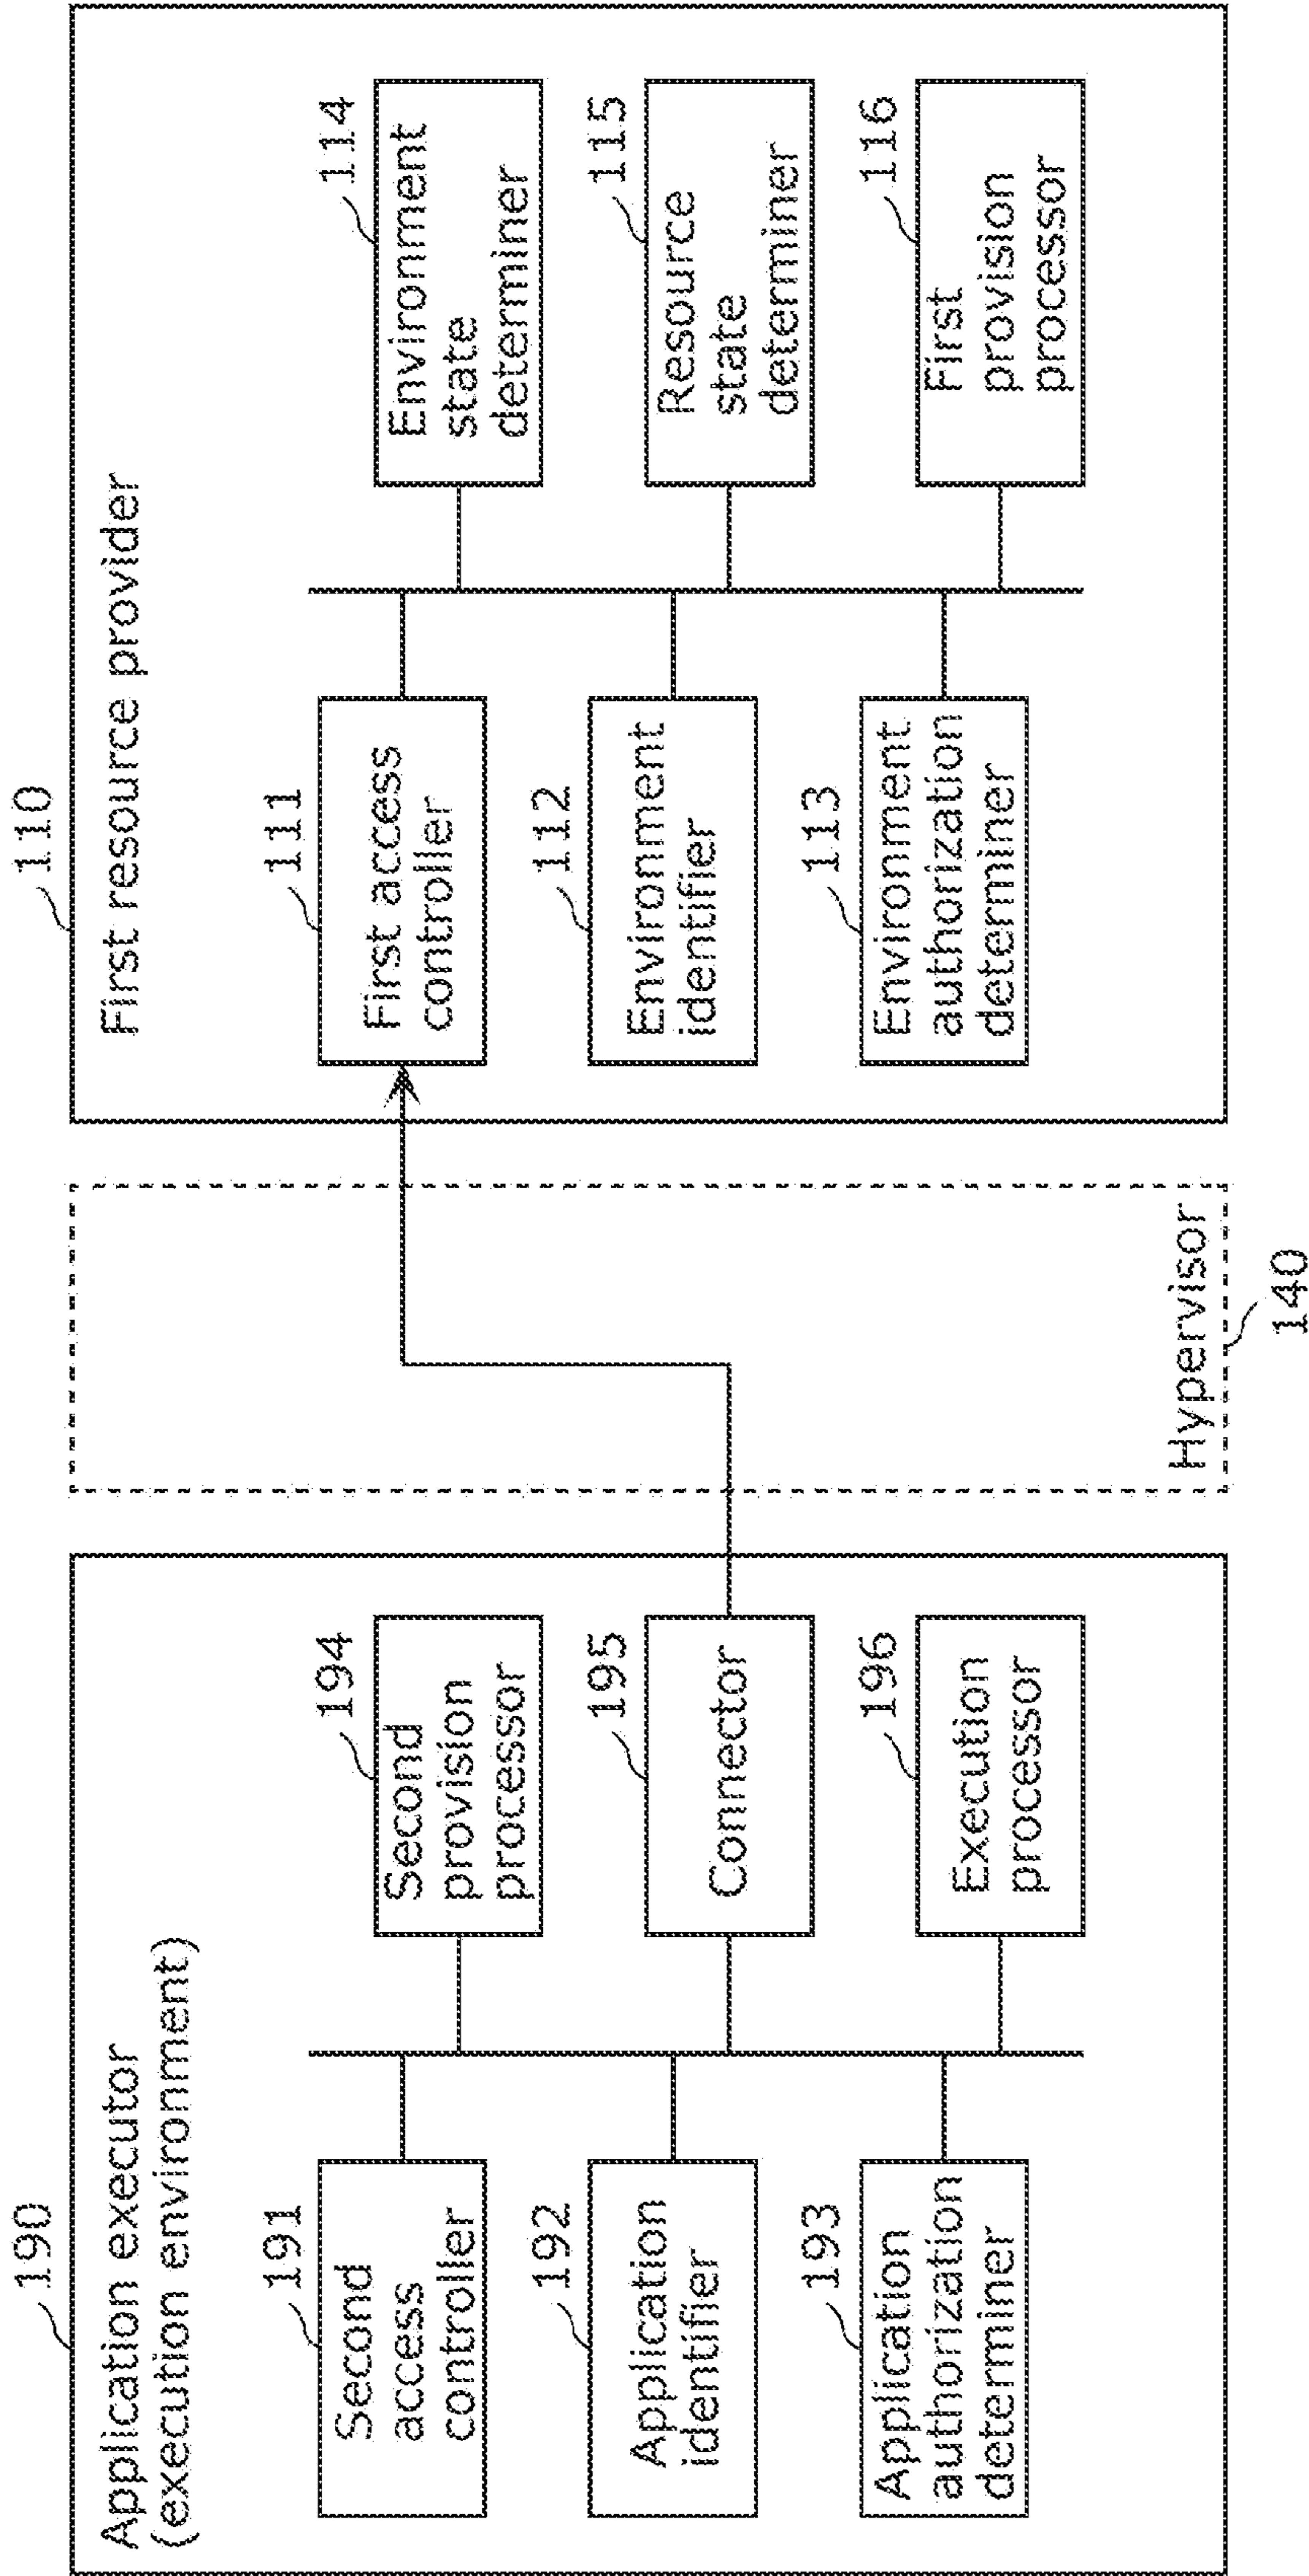 190
Application executor
(execution environment)
191
Second
access
controller
192
Application
identifier
193
Application
authorization
determiner
194
Second
provision
processor
195
Connector
196
Execution
processor
Hypervisor
140
110
First resource provider
111
First access
controller
112
Environment
identifier
113
Environment
authorization
determiner
114
Environment
state
determiner
115
Resource
state
determiner
116
First
provision
processor